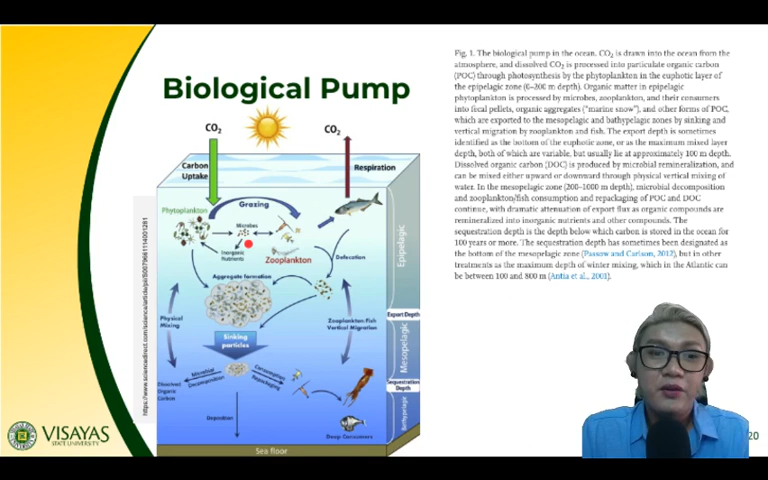 Biological Pump
CO₂
CO₂
Carbon
Uptake
Respiration
Phytoplankton
Grazing
Microbes
Inorganic
Nutrients
Zooplankton
Defecation
Aggregate formation
Epipelagic
Export Depth
Physical
Mixing
Zooplankton Fish
Vertical Migration
Sinking
particles
Mesopelagic
Microbial
Decomposition
Consumption
Repackaging
Sequestration
Depth
Dissolved
Organic
Carbon
Deposition
Bathypelagic
Deep Consumers
Sea floor
Fig. 1. The biological pump in the ocean. CO₂ is drawn into the ocean from the
atmosphere, and dissolved CO₂ is processed into particulate organic carbon
(POC) through photosynthesis by the phytoplankton in the euphotic layer of
the epipelagic zone (0–200 m depth). Organic matter in epipelagic
phytoplankton is processed by microbes, zooplankton, and their consumers
into fecal pellets, organic aggregates ("marine snow"), and other forms of POC,
which are exported to the mesopelagic and bathypelagic zones by sinking and
vertical migration by zooplankton and fish. The export depth is sometimes
identified as the bottom of the euphotic zone, or as the maximum mixed layer
depth, both of which are variable, but usually lie at approximately 100 m depth.
Dissolved organic carbon (DOC) is produced by microbial remineralization, and
can be mixed either upward or downward through physical vertical mixing of
water. In the mesopelagic zone (200–1000 m depth), microbial decomposition
and zooplankton/fish consumption and repackaging of POC and DOC
continue, with dramatic attenuation of export flux as organic compounds are
remineralized into inorganic nutrients and other compounds. The
sequestration depth is the depth below which carbon is stored in the ocean for
100 years or more. The sequestration depth has sometimes been designated as
the bottom of the mesopelagic zone (Passow and Carlson, 2012), but in other
treatments as the maximum depth of winter mixing, which in the Atlantic can
be between 100 and 800 m (Antia et al., 2001).
VISAYAS
STATE UNIVERSITY
20